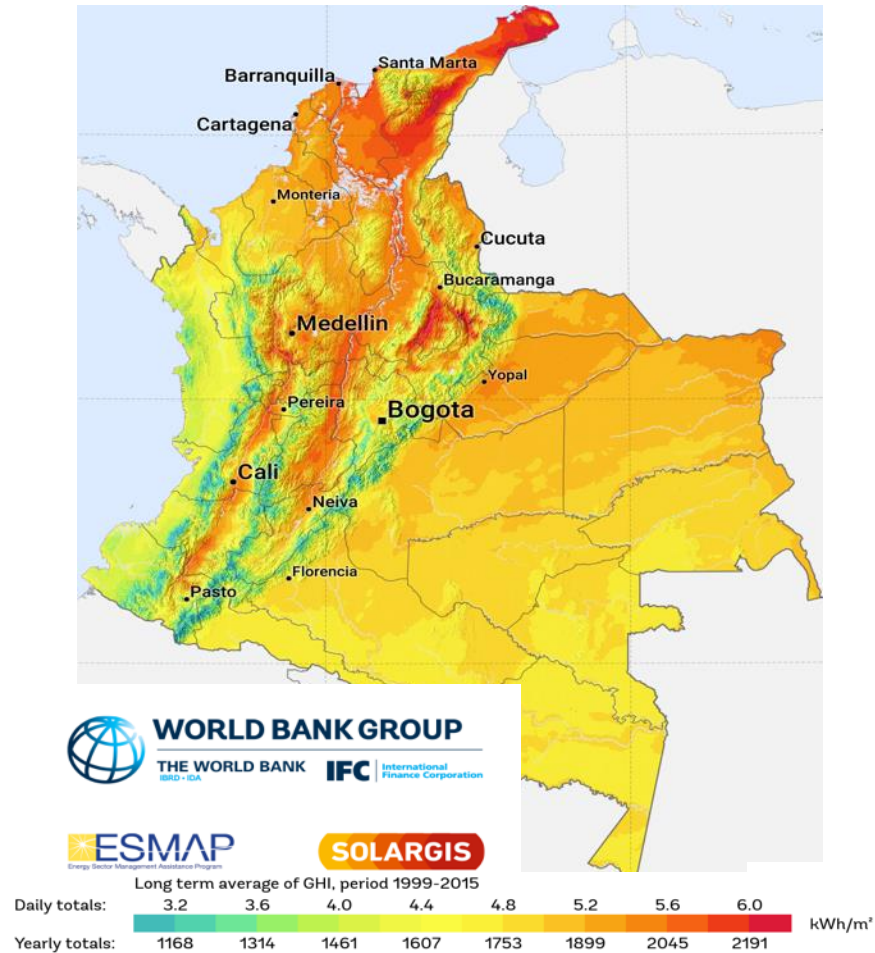 Santa Marta
Barranquilla
Cartagena
Monteria
Cucuta
Bucaramanga
Medellin
Yopal
Pereira
Bogota
Cali
Neiva
Florencia
Pasto
WORLD BANK GROUP
THE WORLD BANK
IBRD • IDA
IFC
International
Finance Corporation
ESMAP
Energy Sector Management Assistance Program
SOLARGIS
Long term average of GHI, period 1999-2015
Daily totals: 3.2 3.6 4.0 4.4 4.8 5.2 5.6 6.0
kWh/m²
Yearly totals: 1168 1314 1461 1607 1753 1899 2045 2191